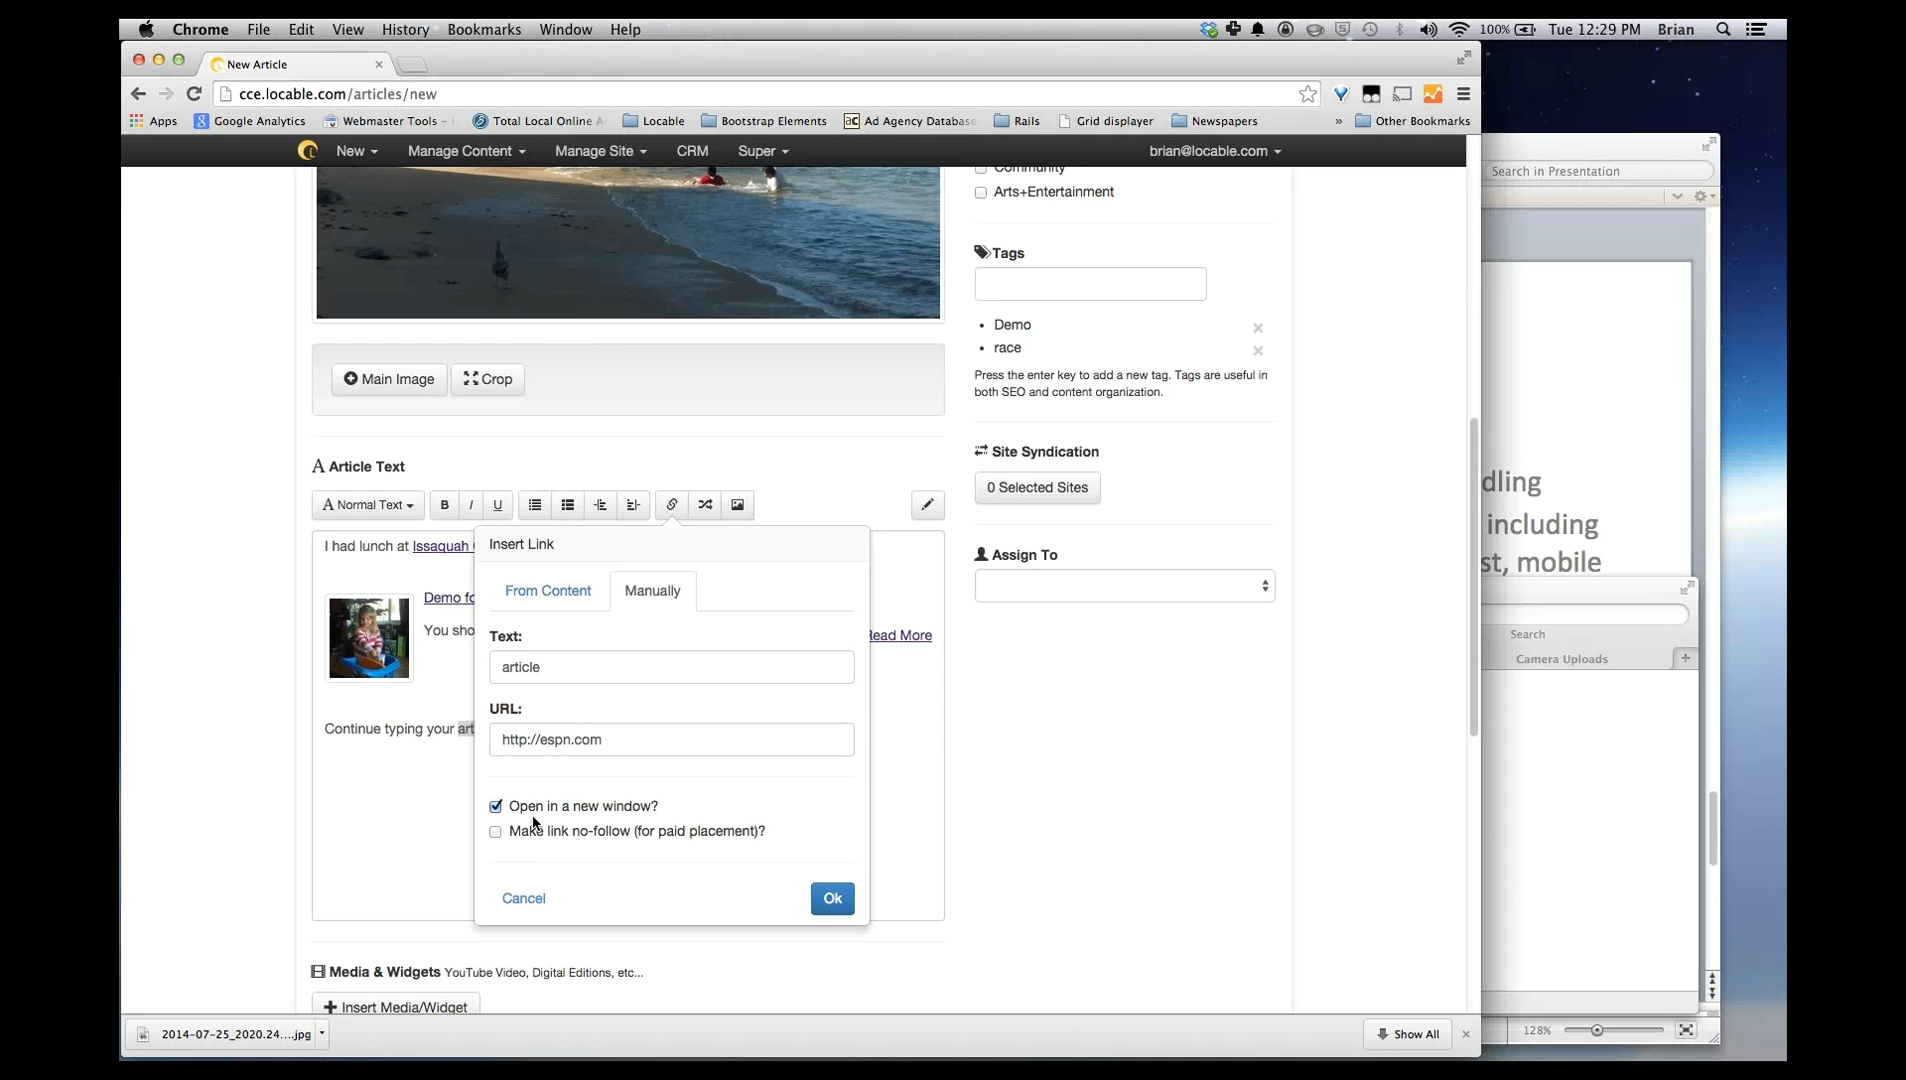 Chrome File Edit View History Bookmarks Window Help
100% Tue 12:29 PM Brian
New Article
cce.locable.com/articles/new
Apps Google Analytics Webmaster Tools - Total Local Online A Locable Bootstrap Elements Ad Agency Database Rails Grid displayer Newspapers » Other Bookmarks
New Manage Content Manage Site CRM Super brian@locable.com
Search in Presentation
Community
Arts+Entertainment
Tags
Demo
race
Press the enter key to add a new tag. Tags are useful in
both SEO and content organization.
Main Image Crop
Site Syndication
0 Selected Sites
Article Text
A Normal Text B I U
Insert Link
I had lunch at Issaquah
From Content Manually
Demo fo
You sho
Read More
Text:
article
URL:
http://espn.com
Continue typing your art
Open in a new window?
Make link no-follow (for paid placement)?
Cancel Ok
Assign To
dling
including
st, mobile
Search
Camera Uploads
Media & Widgets YouTube Video, Digital Editions, etc...
Insert Media/Widget
2014-07-25_2020.24....jpg
Show All
128%